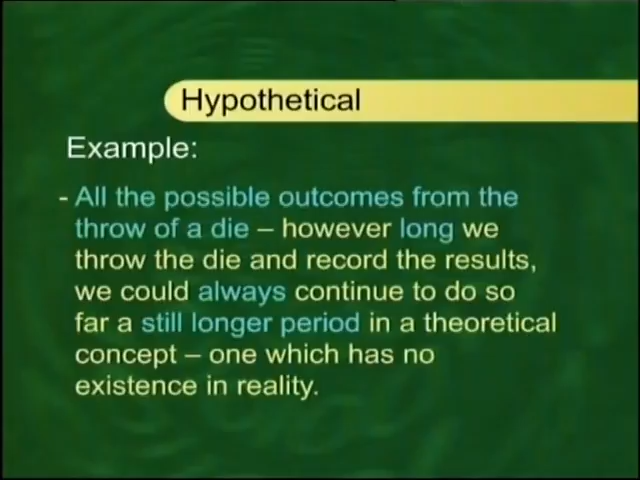 Hypothetical
Example:
- All the possible outcomes from the
throw of a die – however long we
throw the die and record the results,
we could always continue to do so
far a still longer period in a theoretical
concept – one which has no
existence in reality.